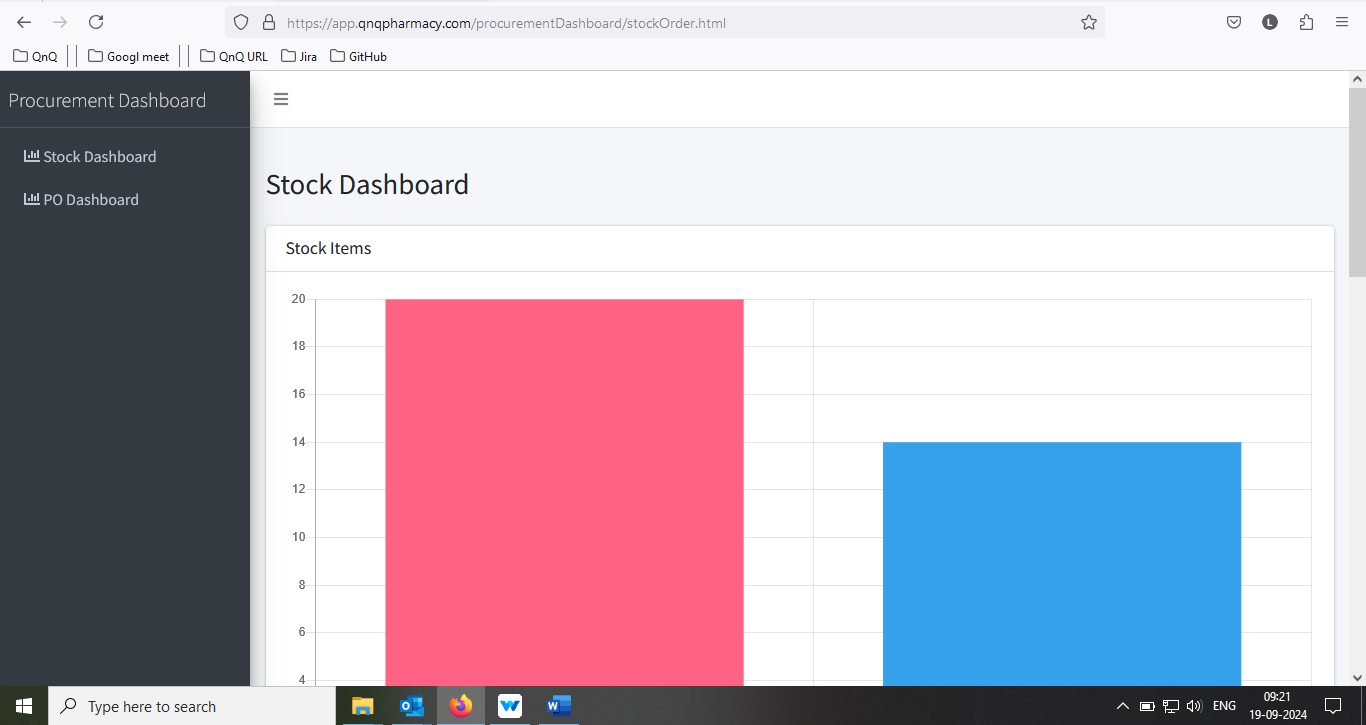 https://app.qnqpharmacy.com/procurementDashboard/stockOrder.html
L
QnQ
Googl meet
QnQ URL
Jira
GitHub
Procurement Dashboard
Stock Dashboard
PO Dashboard
Stock Dashboard
Stock Items
20
18
16
14
12
10
8
6
4
Type here to search
ENG
09:21
19-09-2024